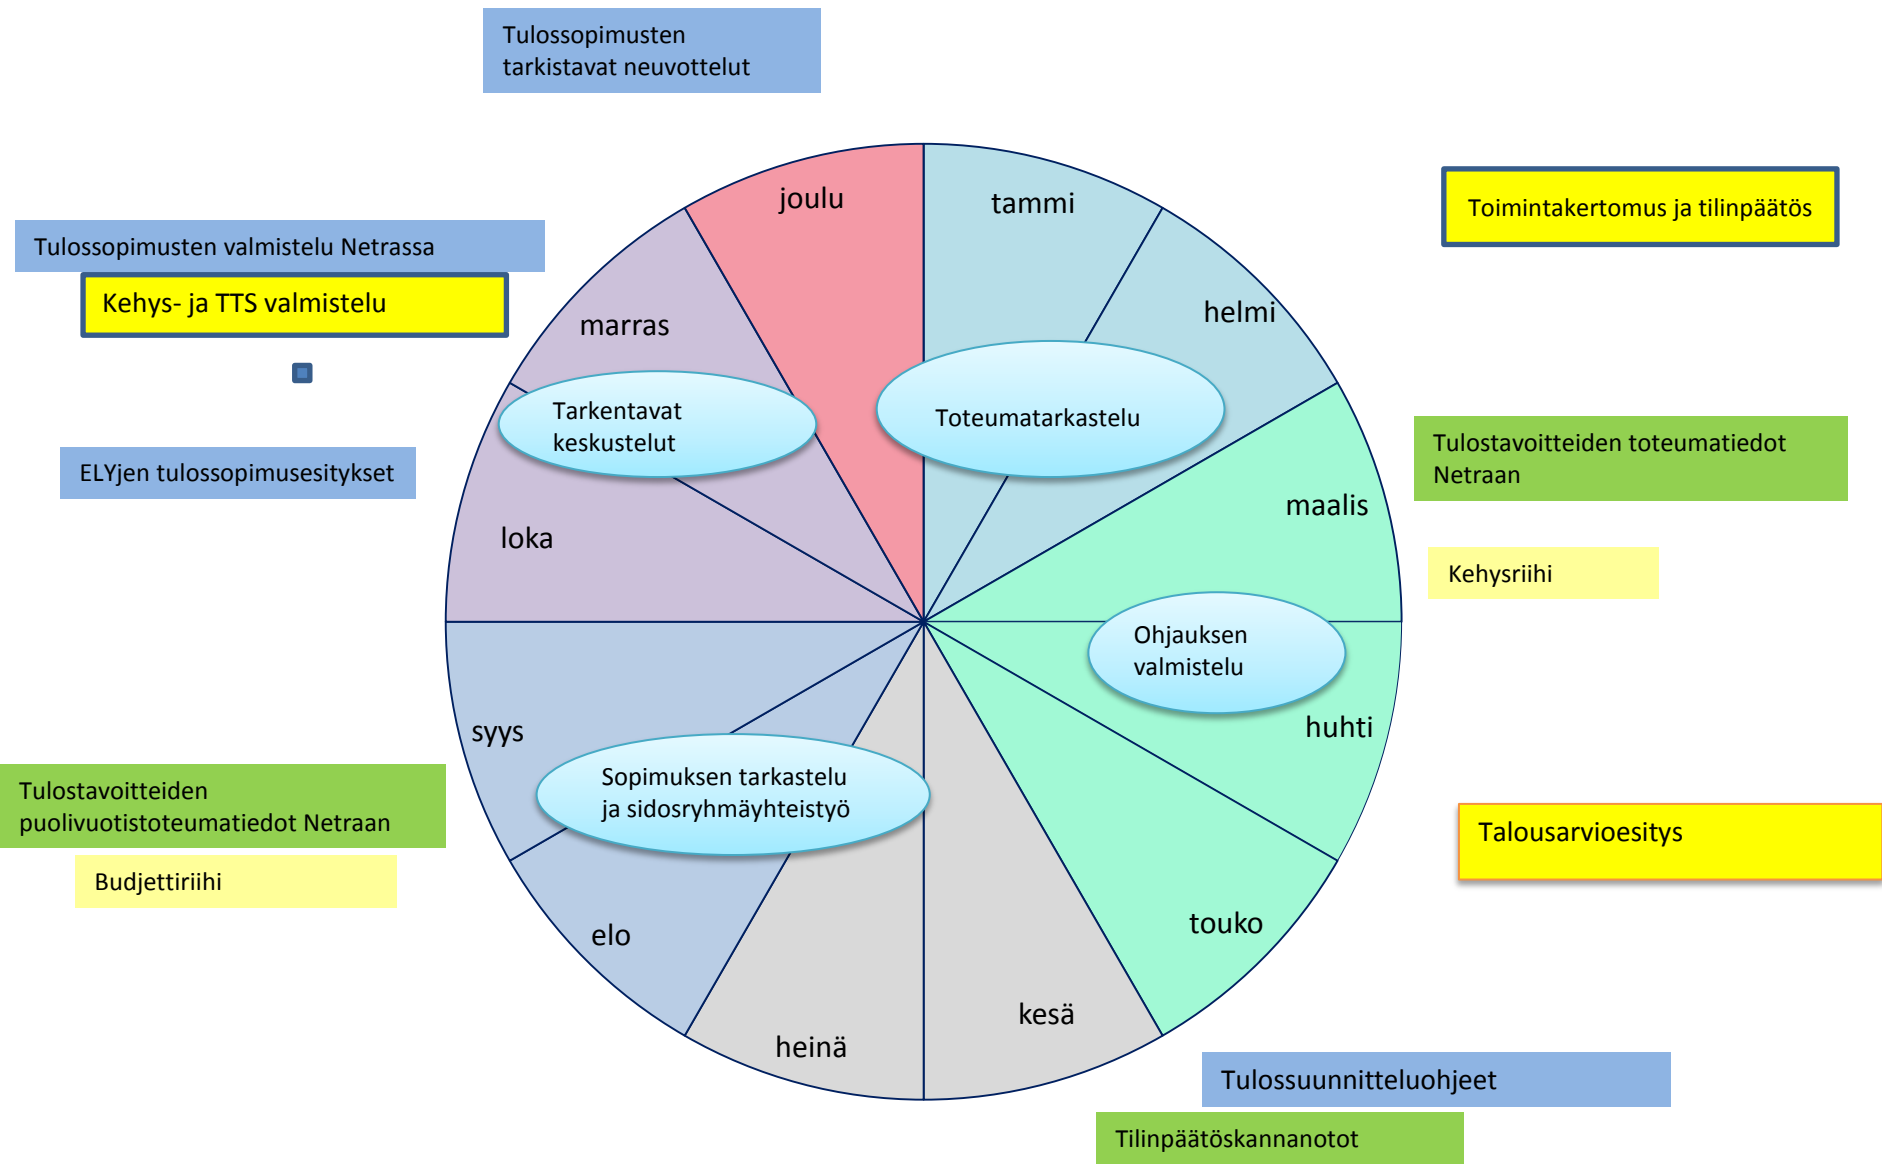 Tulossopimusten
tarkistavat neuvottelut
joulu
tammi
Toimintakertomus ja tilinpäätös
Tulossopimusten valmistelu Netrassa
Kehys- ja TTS valmistelu
marras
helmi
Tarkentavat
keskustelut
Toteumatarkastelu
Tulostavoitteiden toteumatiedot
Netraan
ELYjen tulossopimusesitykset
maalis
loka
Kehysriihi
Ohjauksen
valmistelu
syys
huhti
Sopimuksen tarkastelu
ja sidosryhmäyhteistyö
Tulostavoitteiden
puolivuotistoteumatiedot Netraan
Talousarvioesitys
Budjettiriihi
elo
touko
kesä
heinä
Tulossuunnitteluohjeet
Tilinpäätöskannanotot